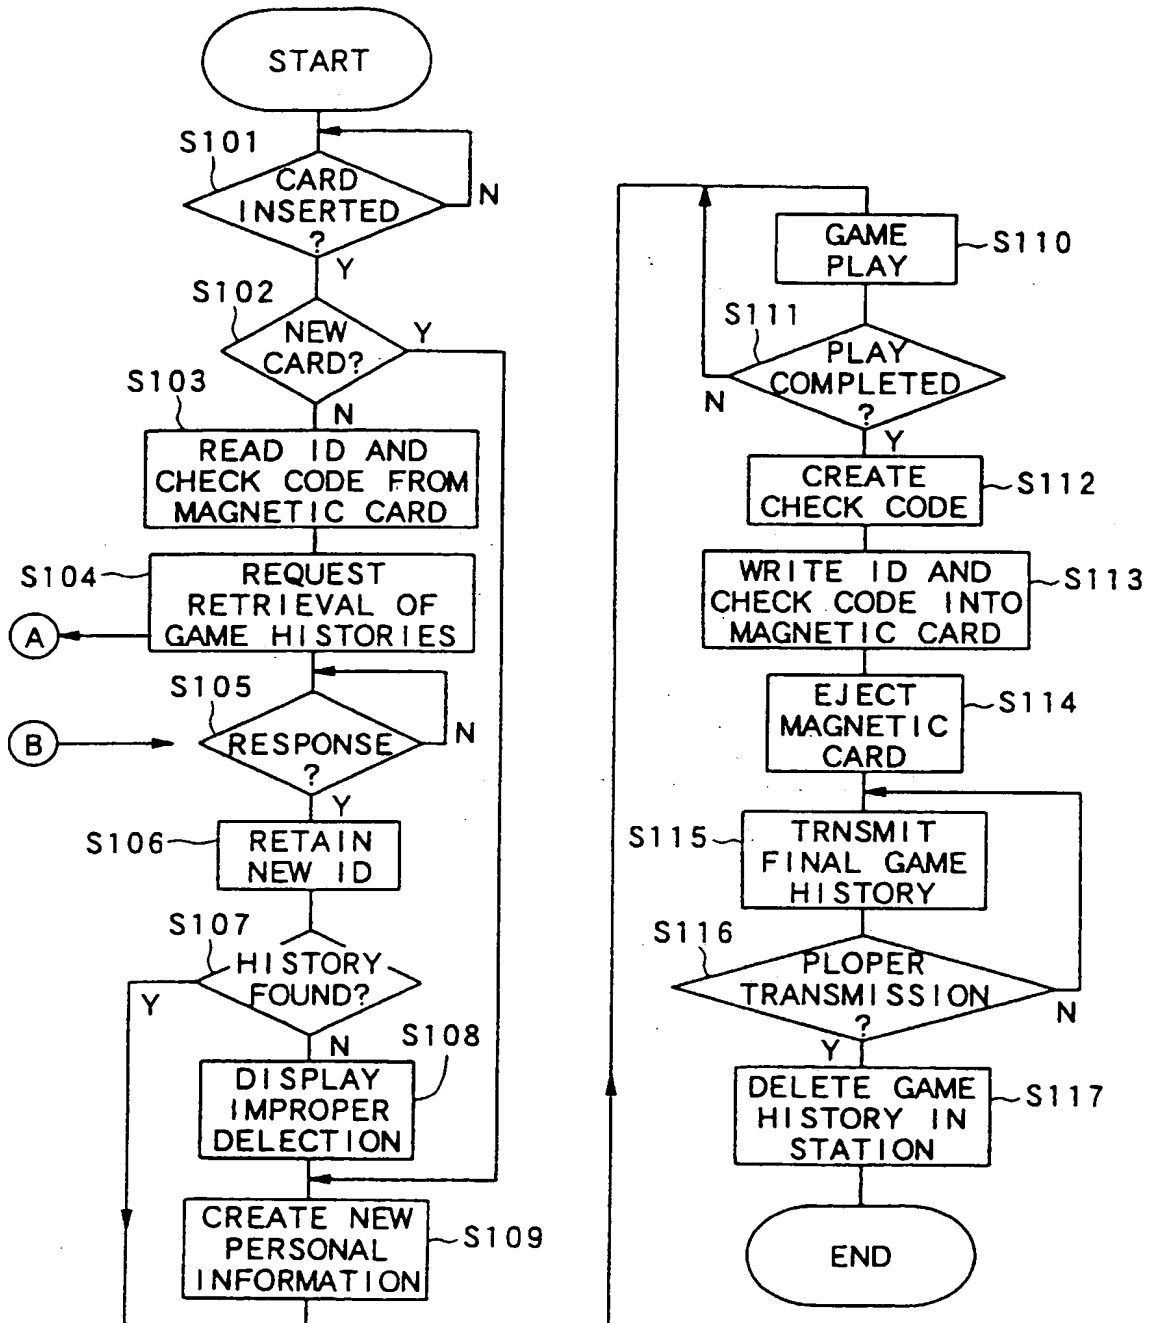 START
S101
CARD
INSERTED
?
N
Y
S102
NEW
CARD?
Y
N
S103
READ ID AND
CHECK CODE FROM
MAGNETIC CARD
S104
REQUEST
RETRIEVAL OF
GAME HISTORIES
A
S105
B
RESPONSE
?
N
Y
S106
RETAIN
NEW ID
S107
HISTORY
FOUND?
Y
N
S108
DISPLAY
IMPROPER
DELECTION
CREATE NEW
PERSONAL
INFORMATION
S109
GAME
PLAY
S110
S111
PLAY
COMPLETED
?
N
Y
CREATE
CHECK CODE
S112
WRITE ID AND
CHECK CODE INTO
MAGNETIC CARD
S113
EJECT
MAGNETIC
CARD
S114
S115
TRNSMIT
FINAL GAME
HISTORY
S116
PLOPER
TRANSMISSION
?
N
Y
DELETE GAME
HISTORY IN
STATION
S117
END